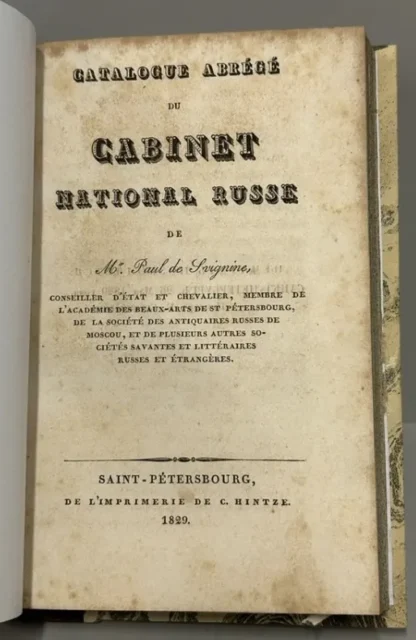 CATALOGUE ABRÉGÉ
DU
CABINET
NATIONAL RUSSE
DE
Mr. Paul de Svignine,
CONSEILLER D'ÉTAT ET CHEVALIER, MEMBRE DE
L'ACADÉMIE DES BEAUX-ARTS DE ST PÉTERSBOURG,
DE LA SOCIÉTÉ DES ANTIQUAIRES RUSSES DE
MOSCOU, ET DE PLUSIEURS AUTRES SO-
CIÉTÉS SAVANTES ET LITTÉRAIRES
RUSSES ET ÉTRANGÈRES.
SAINT-PÉTERSBOURG,
DE L'IMPRIMERIE DE C. HINTZE.
1829.